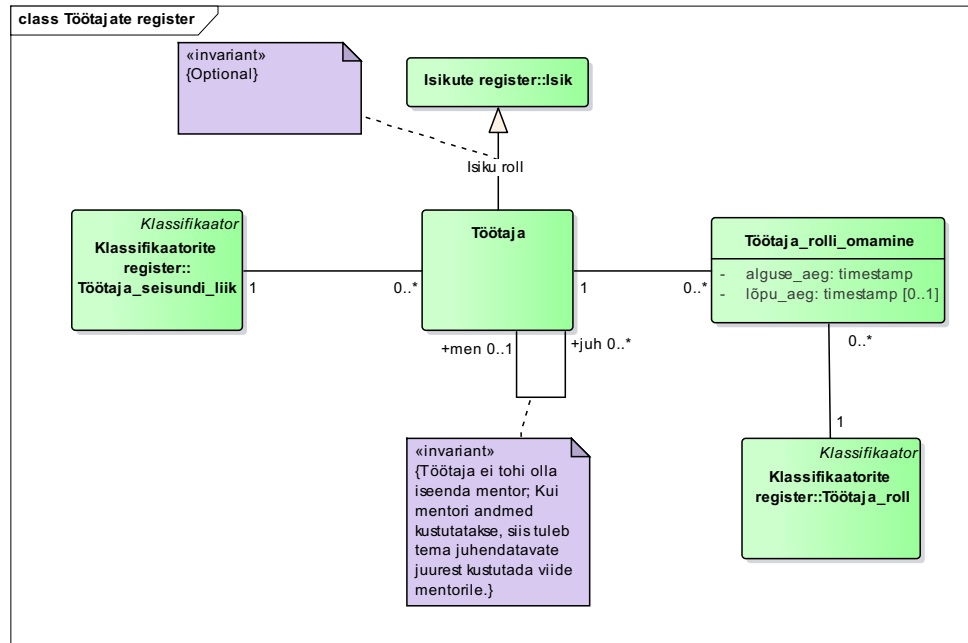 class Töötajate register
«invariant»
{Optional}
Isikute register::Isik
Isiku roll
Klassifikaator
Klassifikaatorite
register::
Töötaja_seisundi_liik
1
0..*
Töötaja
1
0..*
Töötaja_rolli_omamine
- alguse_aeg: timestamp
- lõpu_aeg: timestamp [0..1]
+men 0..1
+juh 0..*
0..*
1
«invariant»
{Töötaja ei tohi olla
iseenda mentor; Kui
mentori andmed
kustutatakse, siis tuleb
tema juhendatavate
juurest kustutada viide
mentorile.}
Klassifikaator
Klassifikaatorite
register::Töötaja_roll